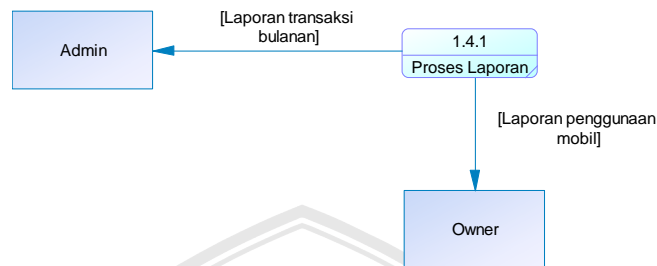 [Laporan transaksi
bulanan]
Admin
1.4.1
Proses Laporan
[Laporan penggunaan
mobil]
Owner